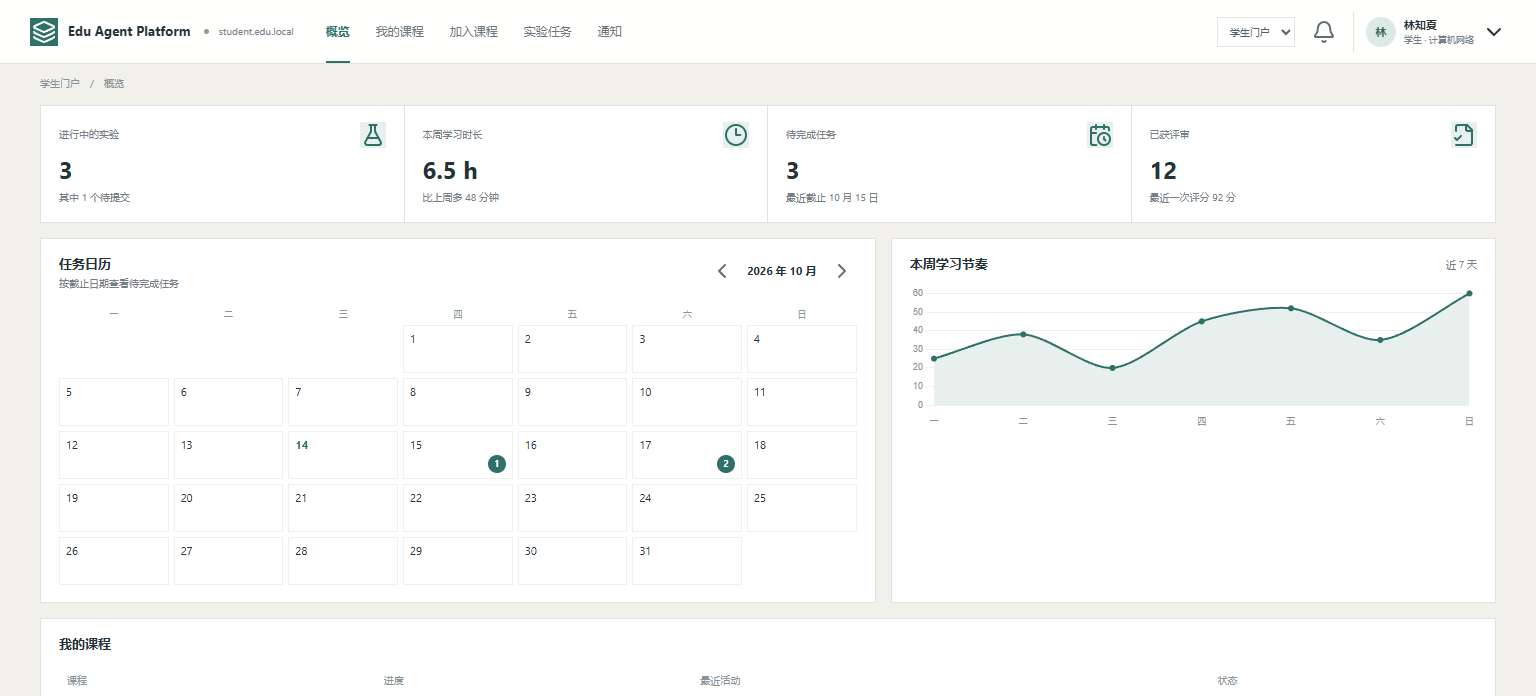 Edu Agent Platform
student.edu.local
概览
我的课程
加入课程
实验任务
通知
学生门户
林
林知夏
学生 · 计算机网络
学生门户 / 概览
进行中的实验
3
其中 1 个待提交
本周学习时长
6.5 h
比上周多 48 分钟
待完成任务
3
最近截止 10 月 15 日
已获评审
12
最近一次评分 92 分
任务日历
按截止日期查看待完成任务
2026 年 10 月
一 二 三 四 五 六 日
1 2 3 4
5 6 7 8 9 10 11
12 13 14 15 1 16 17 2 18
19 20 21 22 23 24 25
26 27 28 29 30 31
本周学习节奏
近 7 天
60
50
40
30
20
10
0
一 二 三 四 五 六 日
我的课程
课程 进度 最近活动 状态